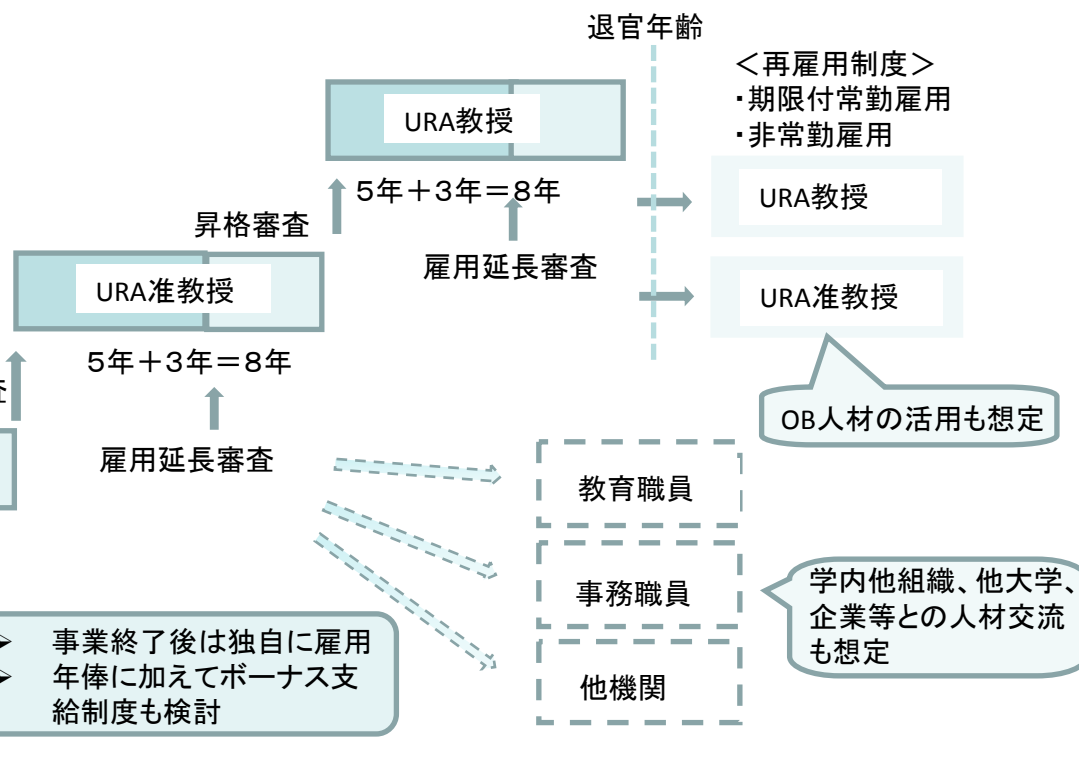 退官年齢
＜再雇用制度＞
・期限付常勤雇用
・非常勤雇用
URA教授
5年＋3年＝8年
URA教授
昇格審査
雇用延長審査
URA准教授
URA准教授
5年＋3年＝8年
査
OB人材の活用も想定
雇用延長審査
教育職員
事務職員
学内他組織、他大学、
企業等との人材交流
も想定
他機関
➢ 事業終了後は独自に雇用
➢ 年俸に加えてボーナス支
給制度も検討